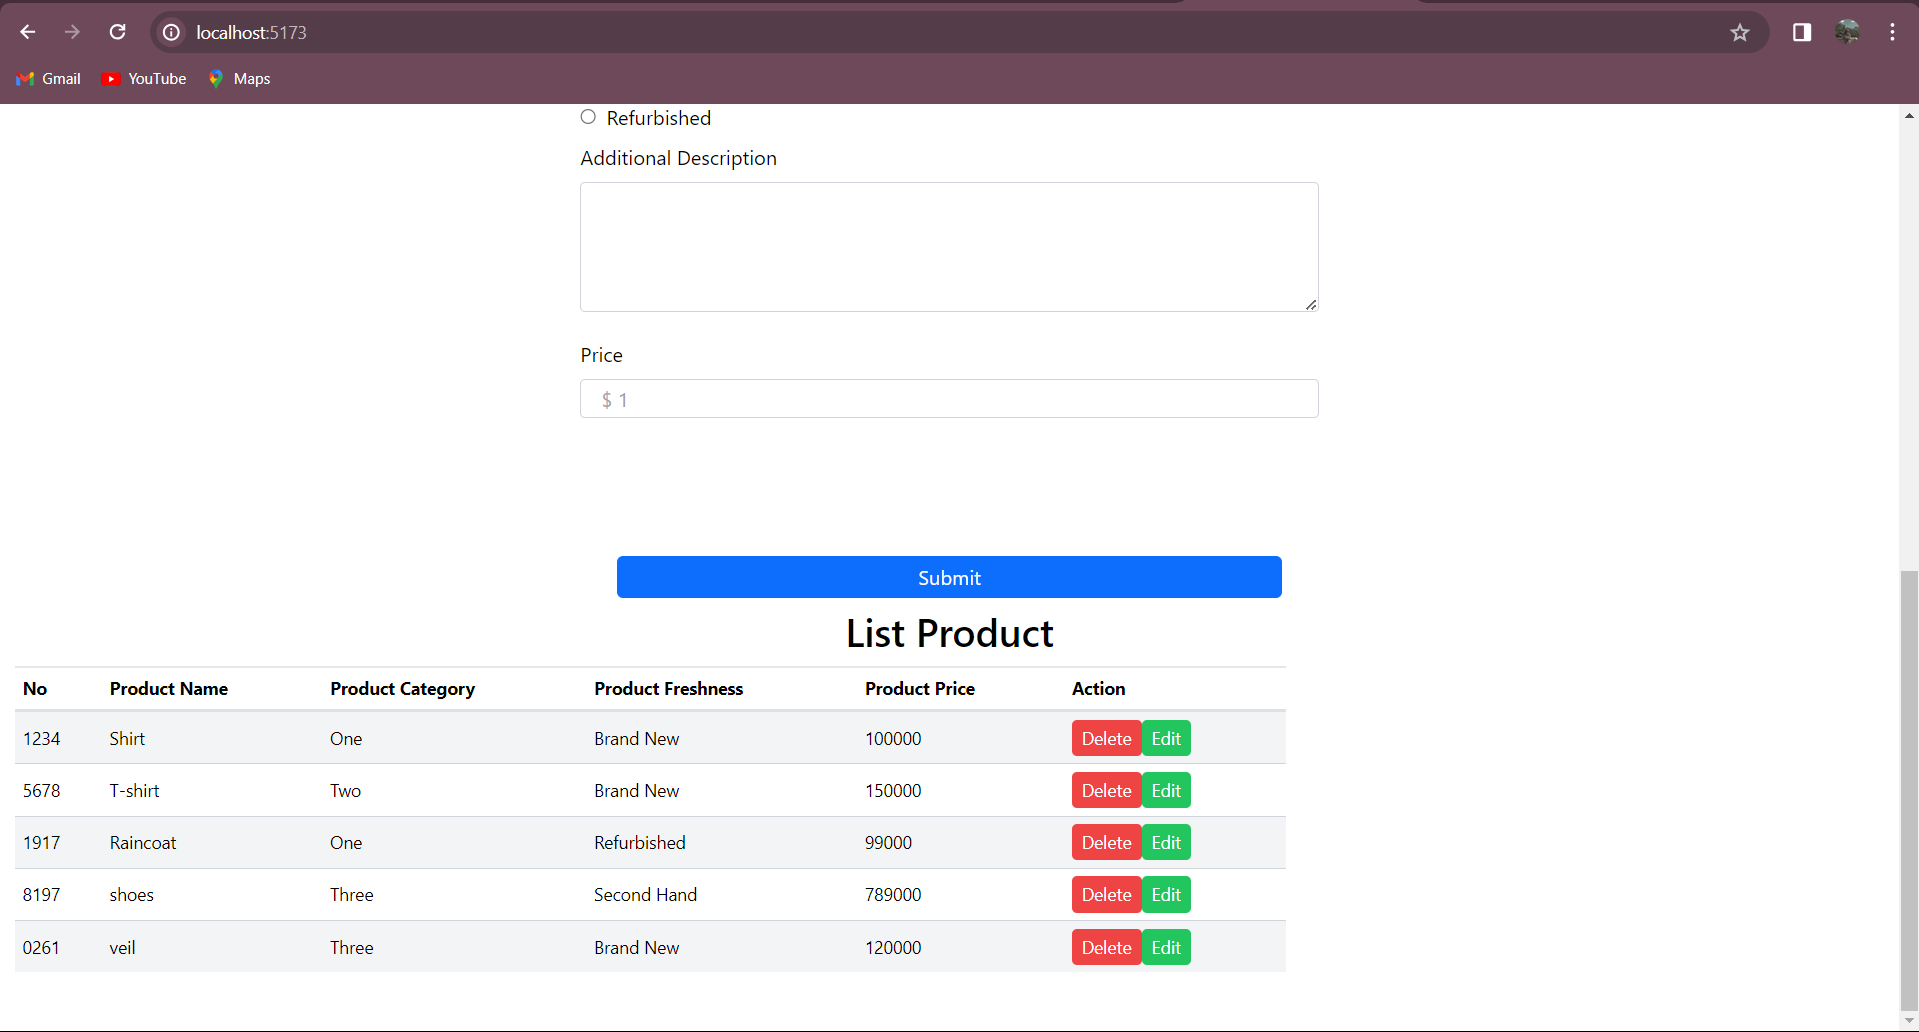 localhost:5173
Gmail YouTube Maps
Refurbished
Additional Description
Price
$ 1
Submit
List Product
No Product Name Product Category Product Freshness Product Price Action
1234 Shirt One Brand New 100000 Delete Edit
5678 T-shirt Two Brand New 150000 Delete Edit
1917 Raincoat One Refurbished 99000 Delete Edit
8197 shoes Three Second Hand 789000 Delete Edit
0261 veil Three Brand New 120000 Delete Edit